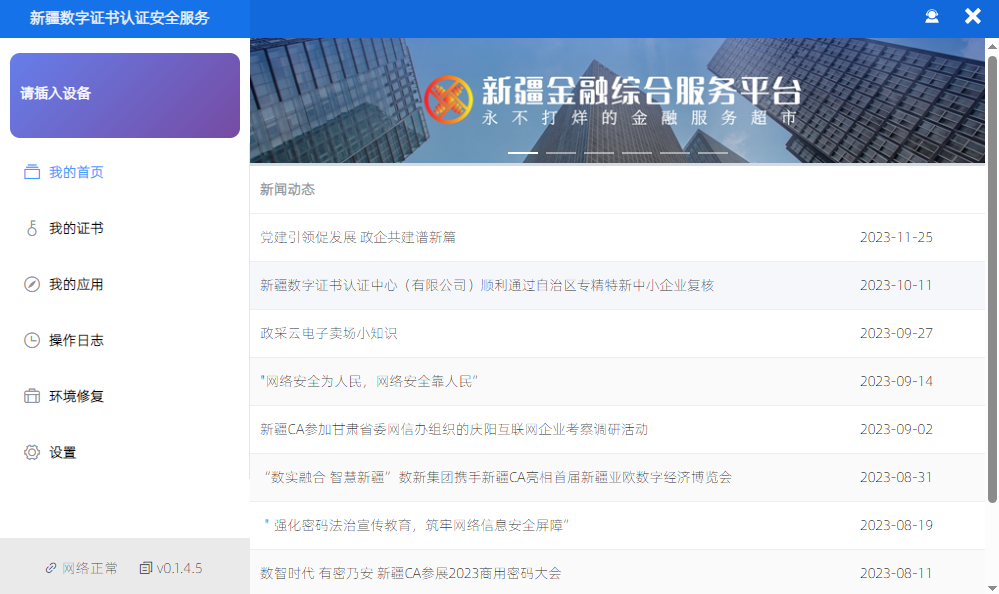 新疆数字证书认证安全服务
请插入设备
我的首页
我的证书
我的应用
操作日志
环境修复
设置
网络正常 v0.1.4.5
新疆金融综合服务平台
永不打烊的金融服务超市
新闻动态
党建引领促发展 政企共建谱新篇 2023-11-25
新疆数字证书认证中心（有限公司）顺利通过自治区专精特新中小企业复核 2023-10-11
政采云电子卖场小知识 2023-09-27
"网络安全为人民，网络安全靠人民” 2023-09-14
新疆CA参加甘肃省委网信办组织的庆阳互联网企业考察调研活动 2023-09-02
“数实融合 智慧新疆”数新集团携手新疆CA亮相首届新疆亚欧数字经济博览会 2023-08-31
" 强化密码法治宣传教育，筑牢网络信息安全屏障” 2023-08-19
数智时代 有密乃安 新疆CA参展2023商用密码大会 2023-08-11